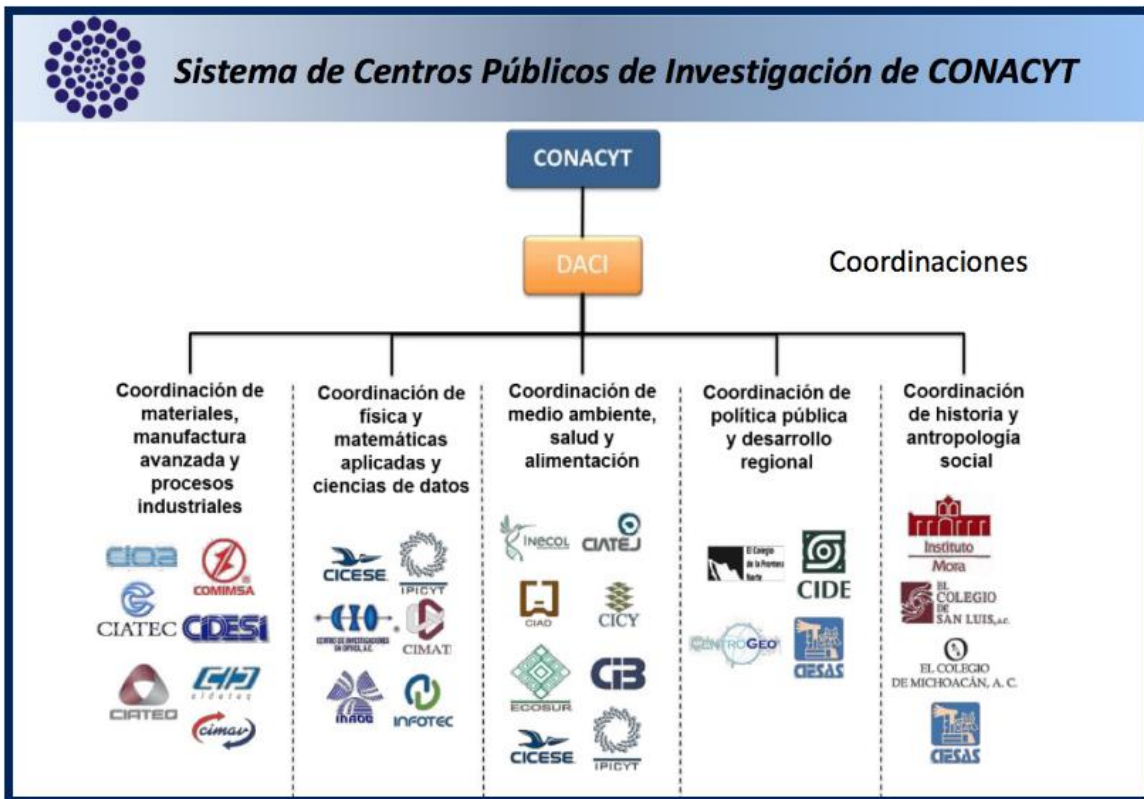 Sistema de Centros Públicos de Investigación de CONACYT
CONACYT
DACI
Coordinaciones
Coordinación de
materiales,
manufactura
avanzada y
procesos
industriales
CIQA
COMIMSA
CIATEC
CIDESI
CIATEQ
cideteq
cimav
Coordinación de
física y
matemáticas
aplicadas y
ciencias de datos
CICESE
IPICYT
CIO
CENTRO DE INVESTIGACIONES
EN OPTICA, A.C.
CIMAT
INAOE
INFOTEC
Coordinación de
medio ambiente,
salud y
alimentación
INECOL
CIATEJ
CIAD
CICY
ECOSUR
CIB
CICESE
IPICYT
Coordinación de
política pública
y desarrollo
regional
El Colegio
de la Frontera
Norte
CIDE
CENTROGEO
CIESAS
Coordinación
de historia y
antropología
social
Instituto
Mora
EL
COLEGIO
DE
SAN LUIS, A.C.
EL COLEGIO
DE MICHOACÁN, A. C.
CIESAS